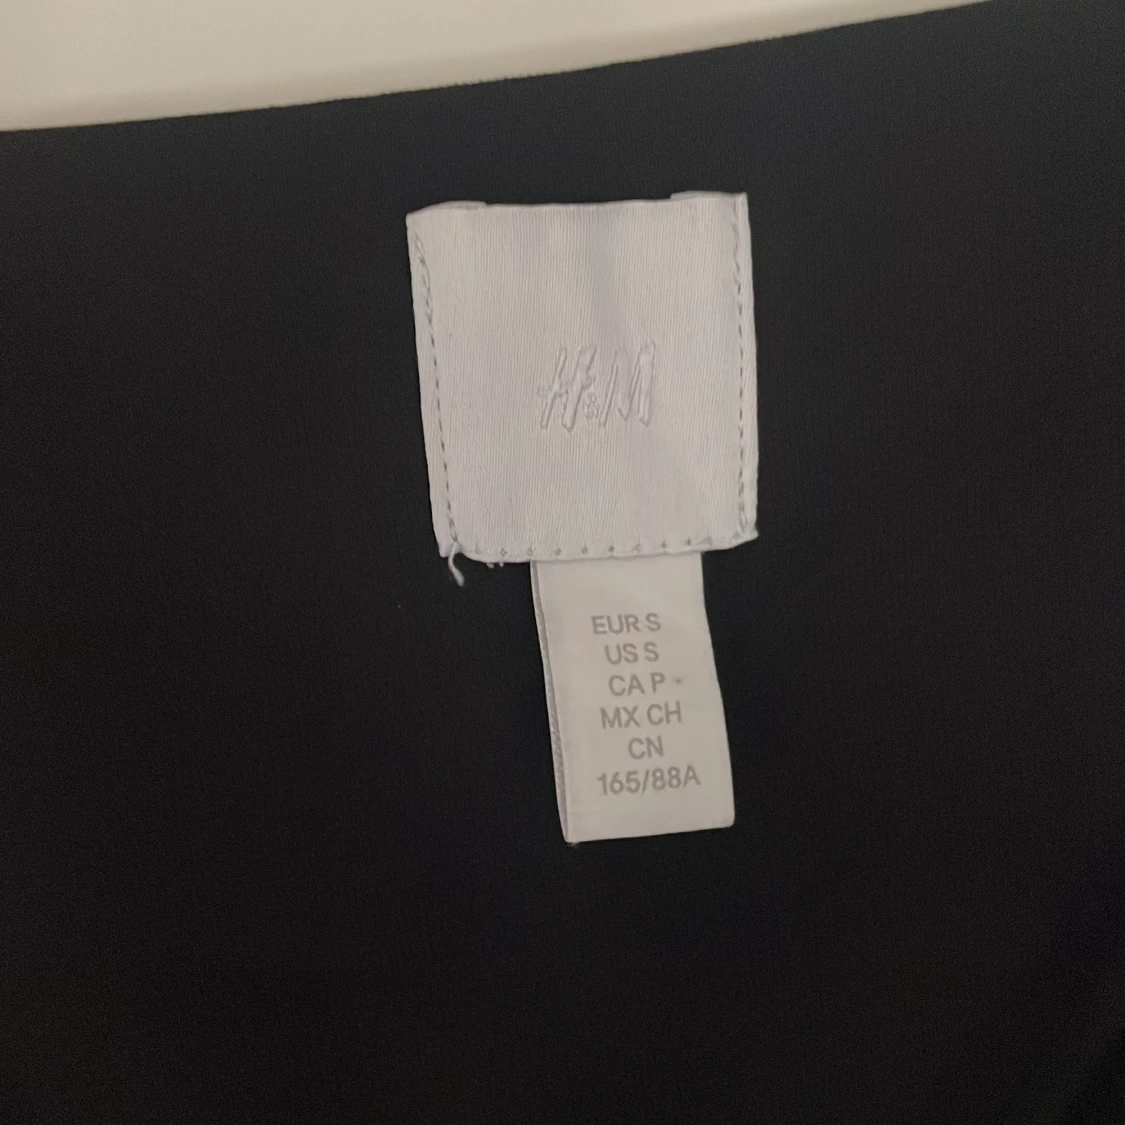 H&M
EUR S
US S
CA P
MX CH
CN
165/88A